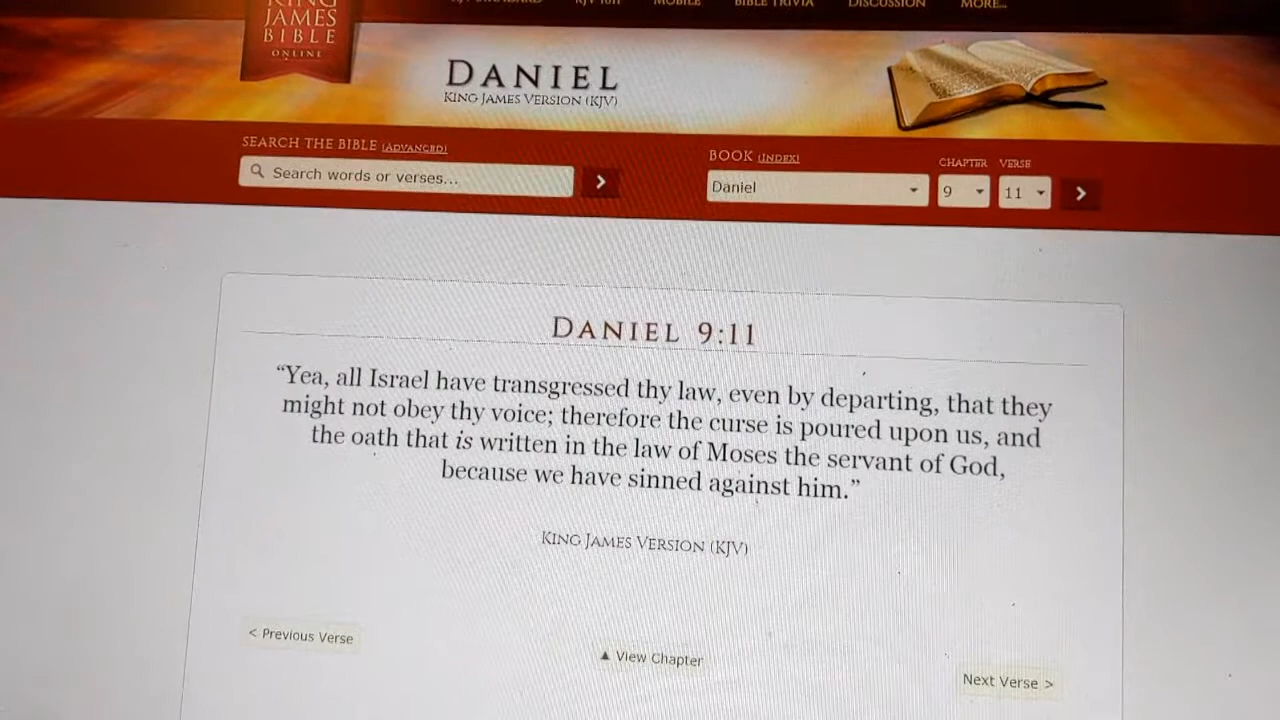 KING
JAMES
BIBLE
ONLINE
MOBILE
BIBLE TRIVIA
DISCUSSION
MORE...
DANIEL
KING JAMES VERSION (KJV)
SEARCH THE BIBLE (ADVANCED)
Search words or verses...
BOOK (INDEX)
CHAPTER VERSE
Daniel
9
11
DANIEL 9:11
“Yea, all Israel have transgressed thy law, even by departing, that they
might not obey thy voice; therefore the curse is poured upon us, and
the oath that is written in the law of Moses the servant of God,
because we have sinned against him.”
KING JAMES VERSION (KJV)
< Previous Verse
▲ View Chapter
Next Verse >